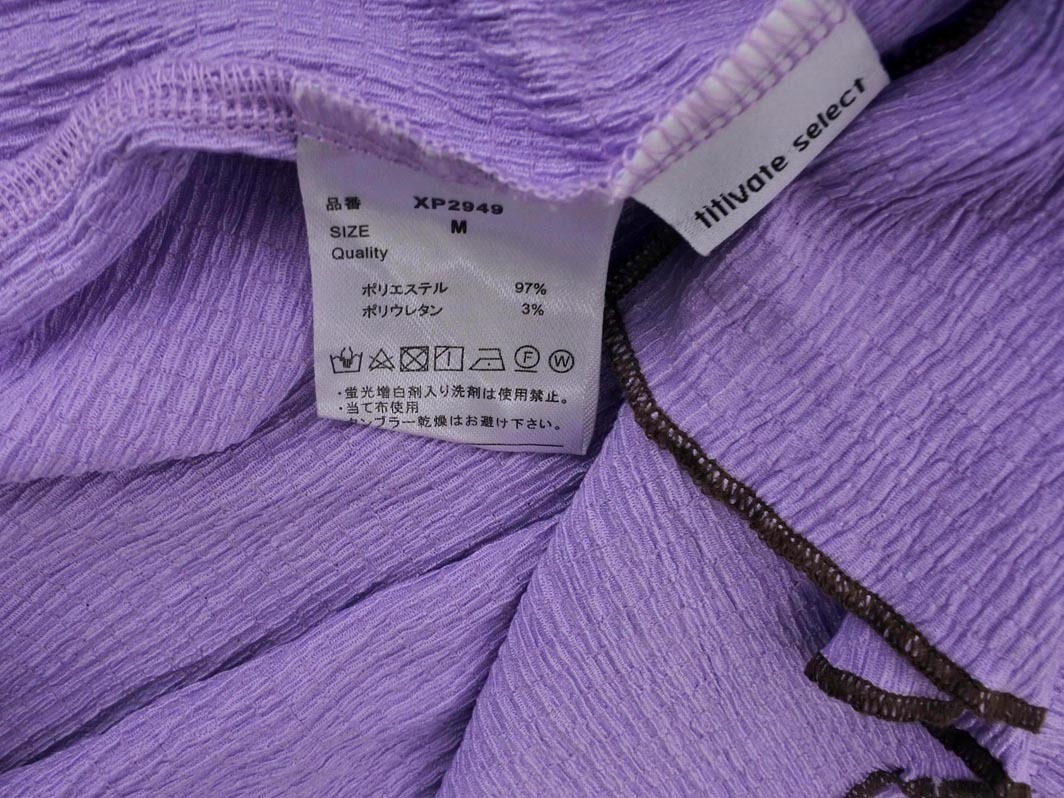 titivate select
品番 XP2949
SIZE M
Quality
ポリエステル 97%
ポリウレタン 3%
F W
・蛍光増白剤入り洗剤は使用禁止。
・当て布使用
タンブラー乾燥はお避け下さい。